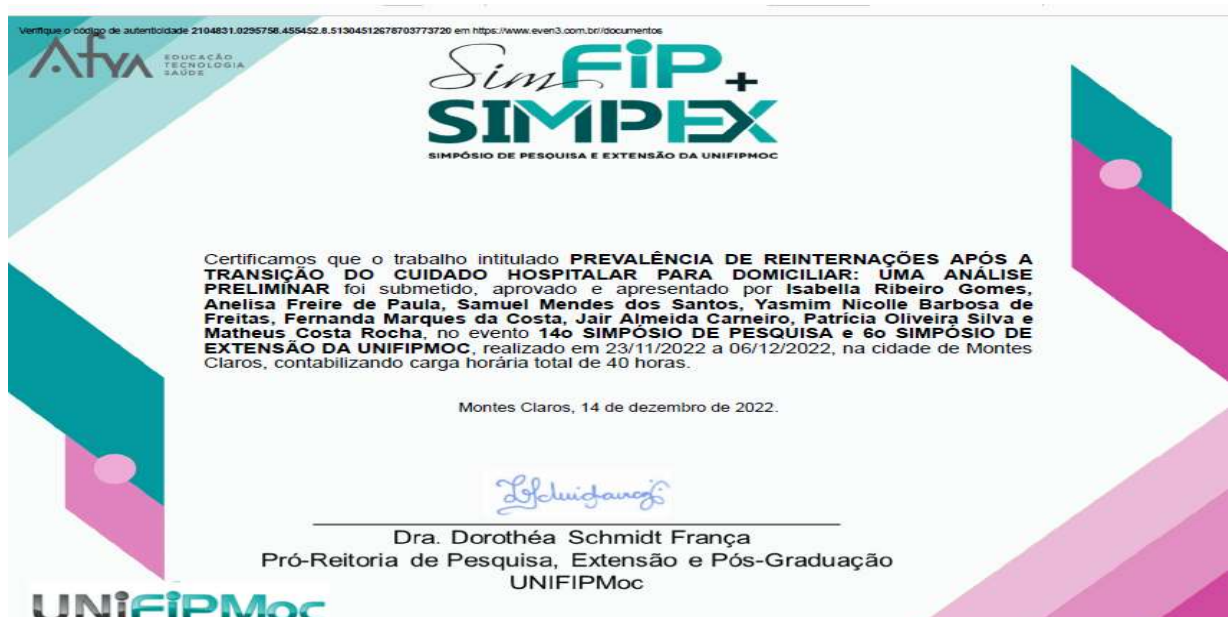 Verifique o código de autenticidade 2104831.0295758.455452.8.51304512678703773720 em https://www.even3.com.br//documentos
Afya EDUCAÇÃO
TECNOLOGIA
SAÚDE
SimFiP+
SIMPEX
SIMPÓSIO DE PESQUISA E EXTENSÃO DA UNIFIPMOC
Certificamos que o trabalho intitulado PREVALÊNCIA DE REINTERNAÇÕES APÓS A
TRANSIÇÃO DO CUIDADO HOSPITALAR PARA DOMICILIAR: UMA ANÁLISE
PRELIMINAR foi submetido, aprovado e apresentado por Isabella Ribeiro Gomes,
Anelisa Freire de Paula, Samuel Mendes dos Santos, Yasmim Nicolle Barbosa de
Freitas, Fernanda Marques da Costa, Jair Almeida Carneiro, Patrícia Oliveira Silva e
Matheus Costa Rocha, no evento 14o SIMPÓSIO DE PESQUISA e 6o SIMPÓSIO DE
EXTENSÃO DA UNIFIPMOC, realizado em 23/11/2022 a 06/12/2022, na cidade de Montes
Claros, contabilizando carga horária total de 40 horas.
Montes Claros, 14 de dezembro de 2022.
Dra. Dorothéa Schmidt França
Pró-Reitoria de Pesquisa, Extensão e Pós-Graduação
UNIFIPMoc
UNiFiPMoc